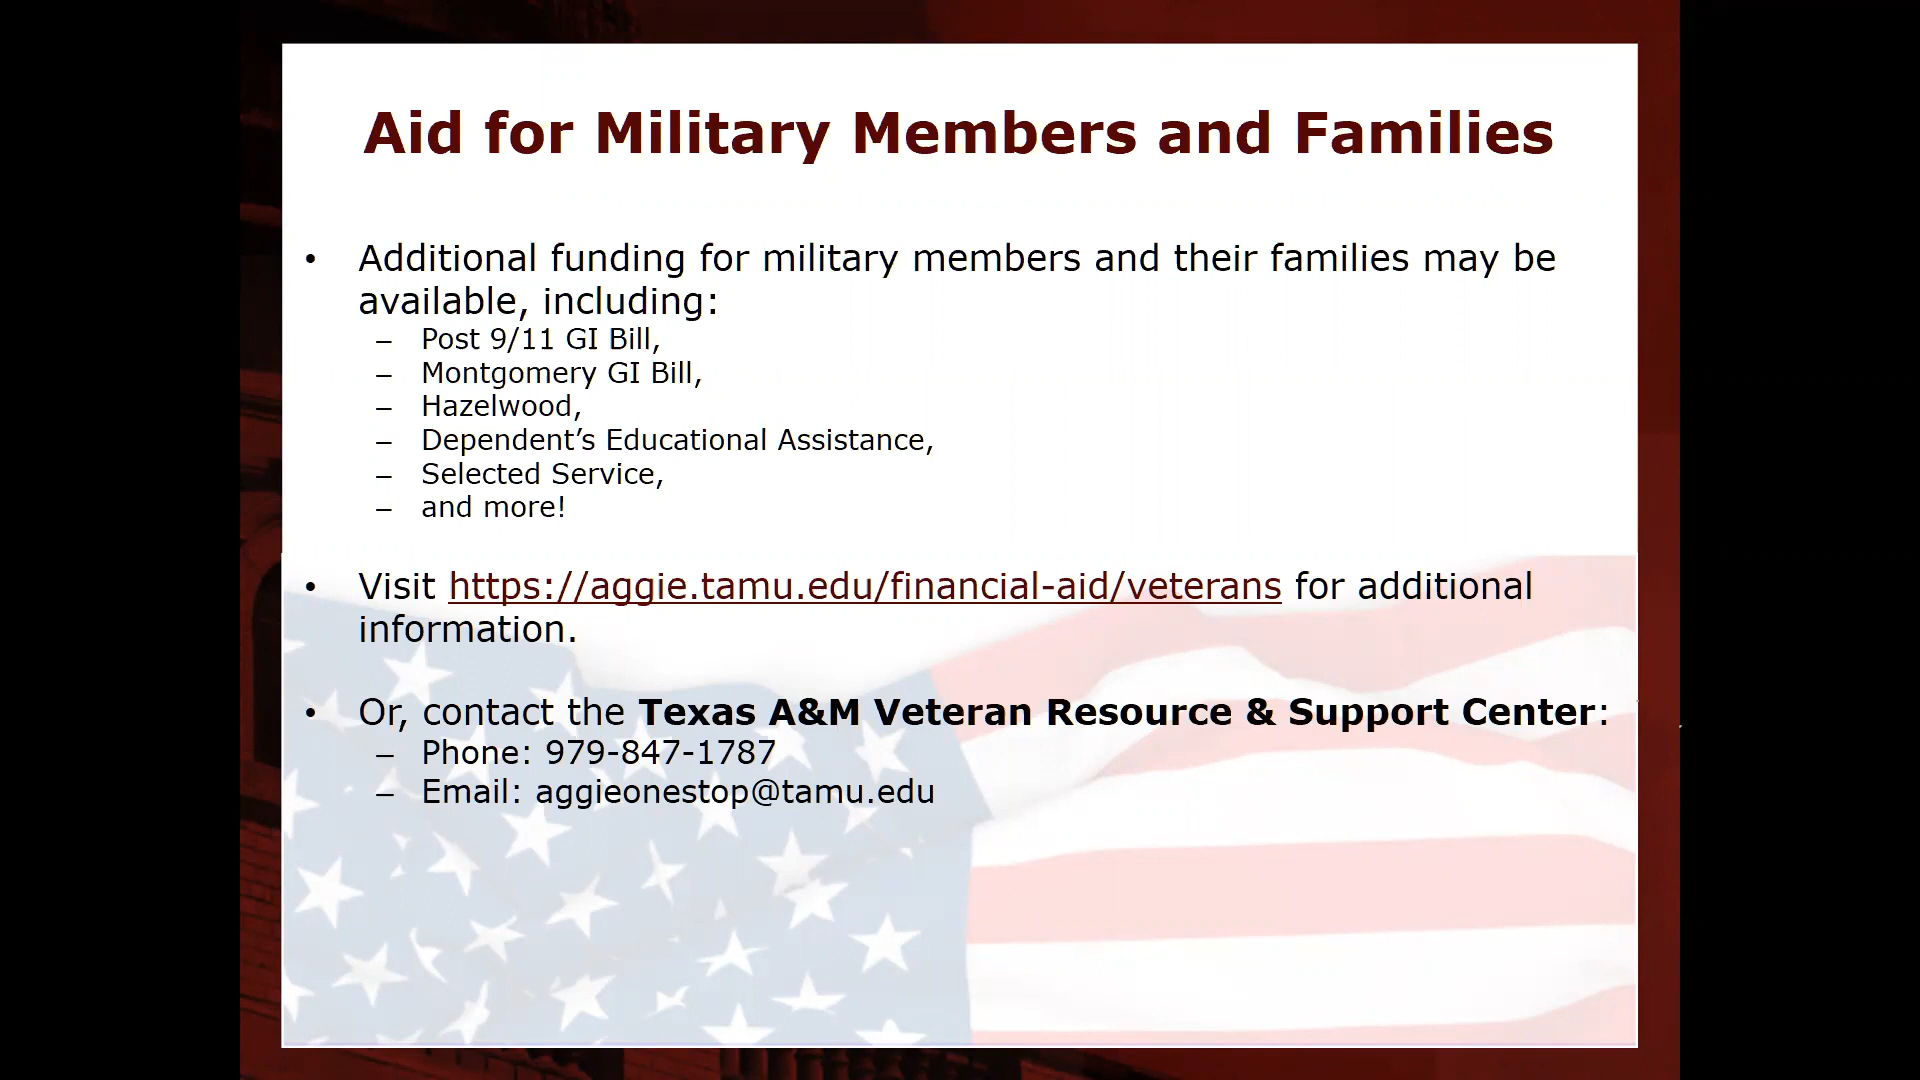 Aid for Military Members and Families
• Additional funding for military members and their families may be
available, including:
– Post 9/11 GI Bill,
– Montgomery GI Bill,
– Hazelwood,
– Dependent’s Educational Assistance,
– Selected Service,
– and more!
• Visit https://aggie.tamu.edu/financial-aid/veterans for additional
information.
• Or, contact the Texas A&M Veteran Resource & Support Center:
– Phone: 979-847-1787
– Email: aggieonestop@tamu.edu